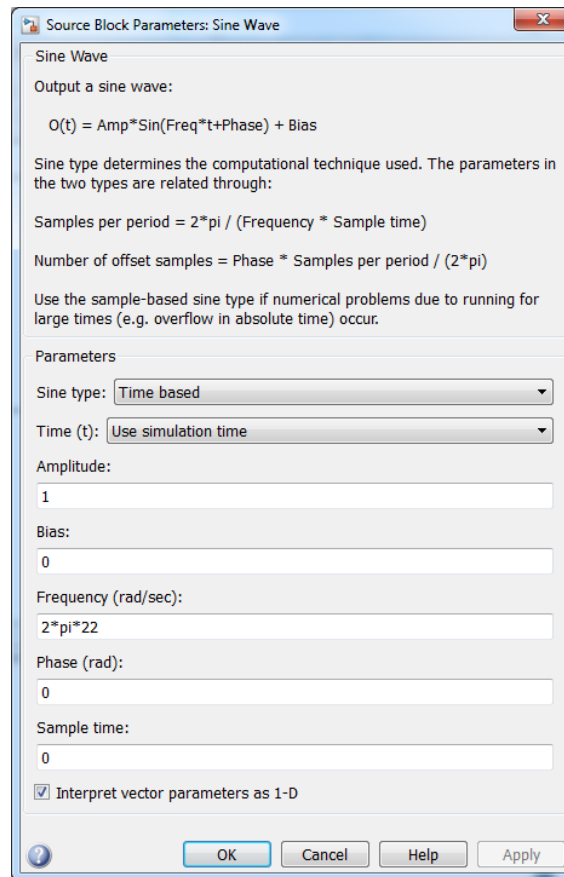 Source Block Parameters: Sine Wave
Sine Wave
Output a sine wave:
O(t) = Amp*Sin(Freq*t+Phase) + Bias
Sine type determines the computational technique used. The parameters in
the two types are related through:
Samples per period = 2*pi / (Frequency * Sample time)
Number of offset samples = Phase * Samples per period / (2*pi)
Use the sample-based sine type if numerical problems due to running for
large times (e.g. overflow in absolute time) occur.
Parameters
Sine type: Time based
Time (t): Use simulation time
Amplitude:
1
Bias:
0
Frequency (rad/sec):
2*pi*22
Phase (rad):
0
Sample time:
0
Interpret vector parameters as 1-D
OK Cancel Help Apply